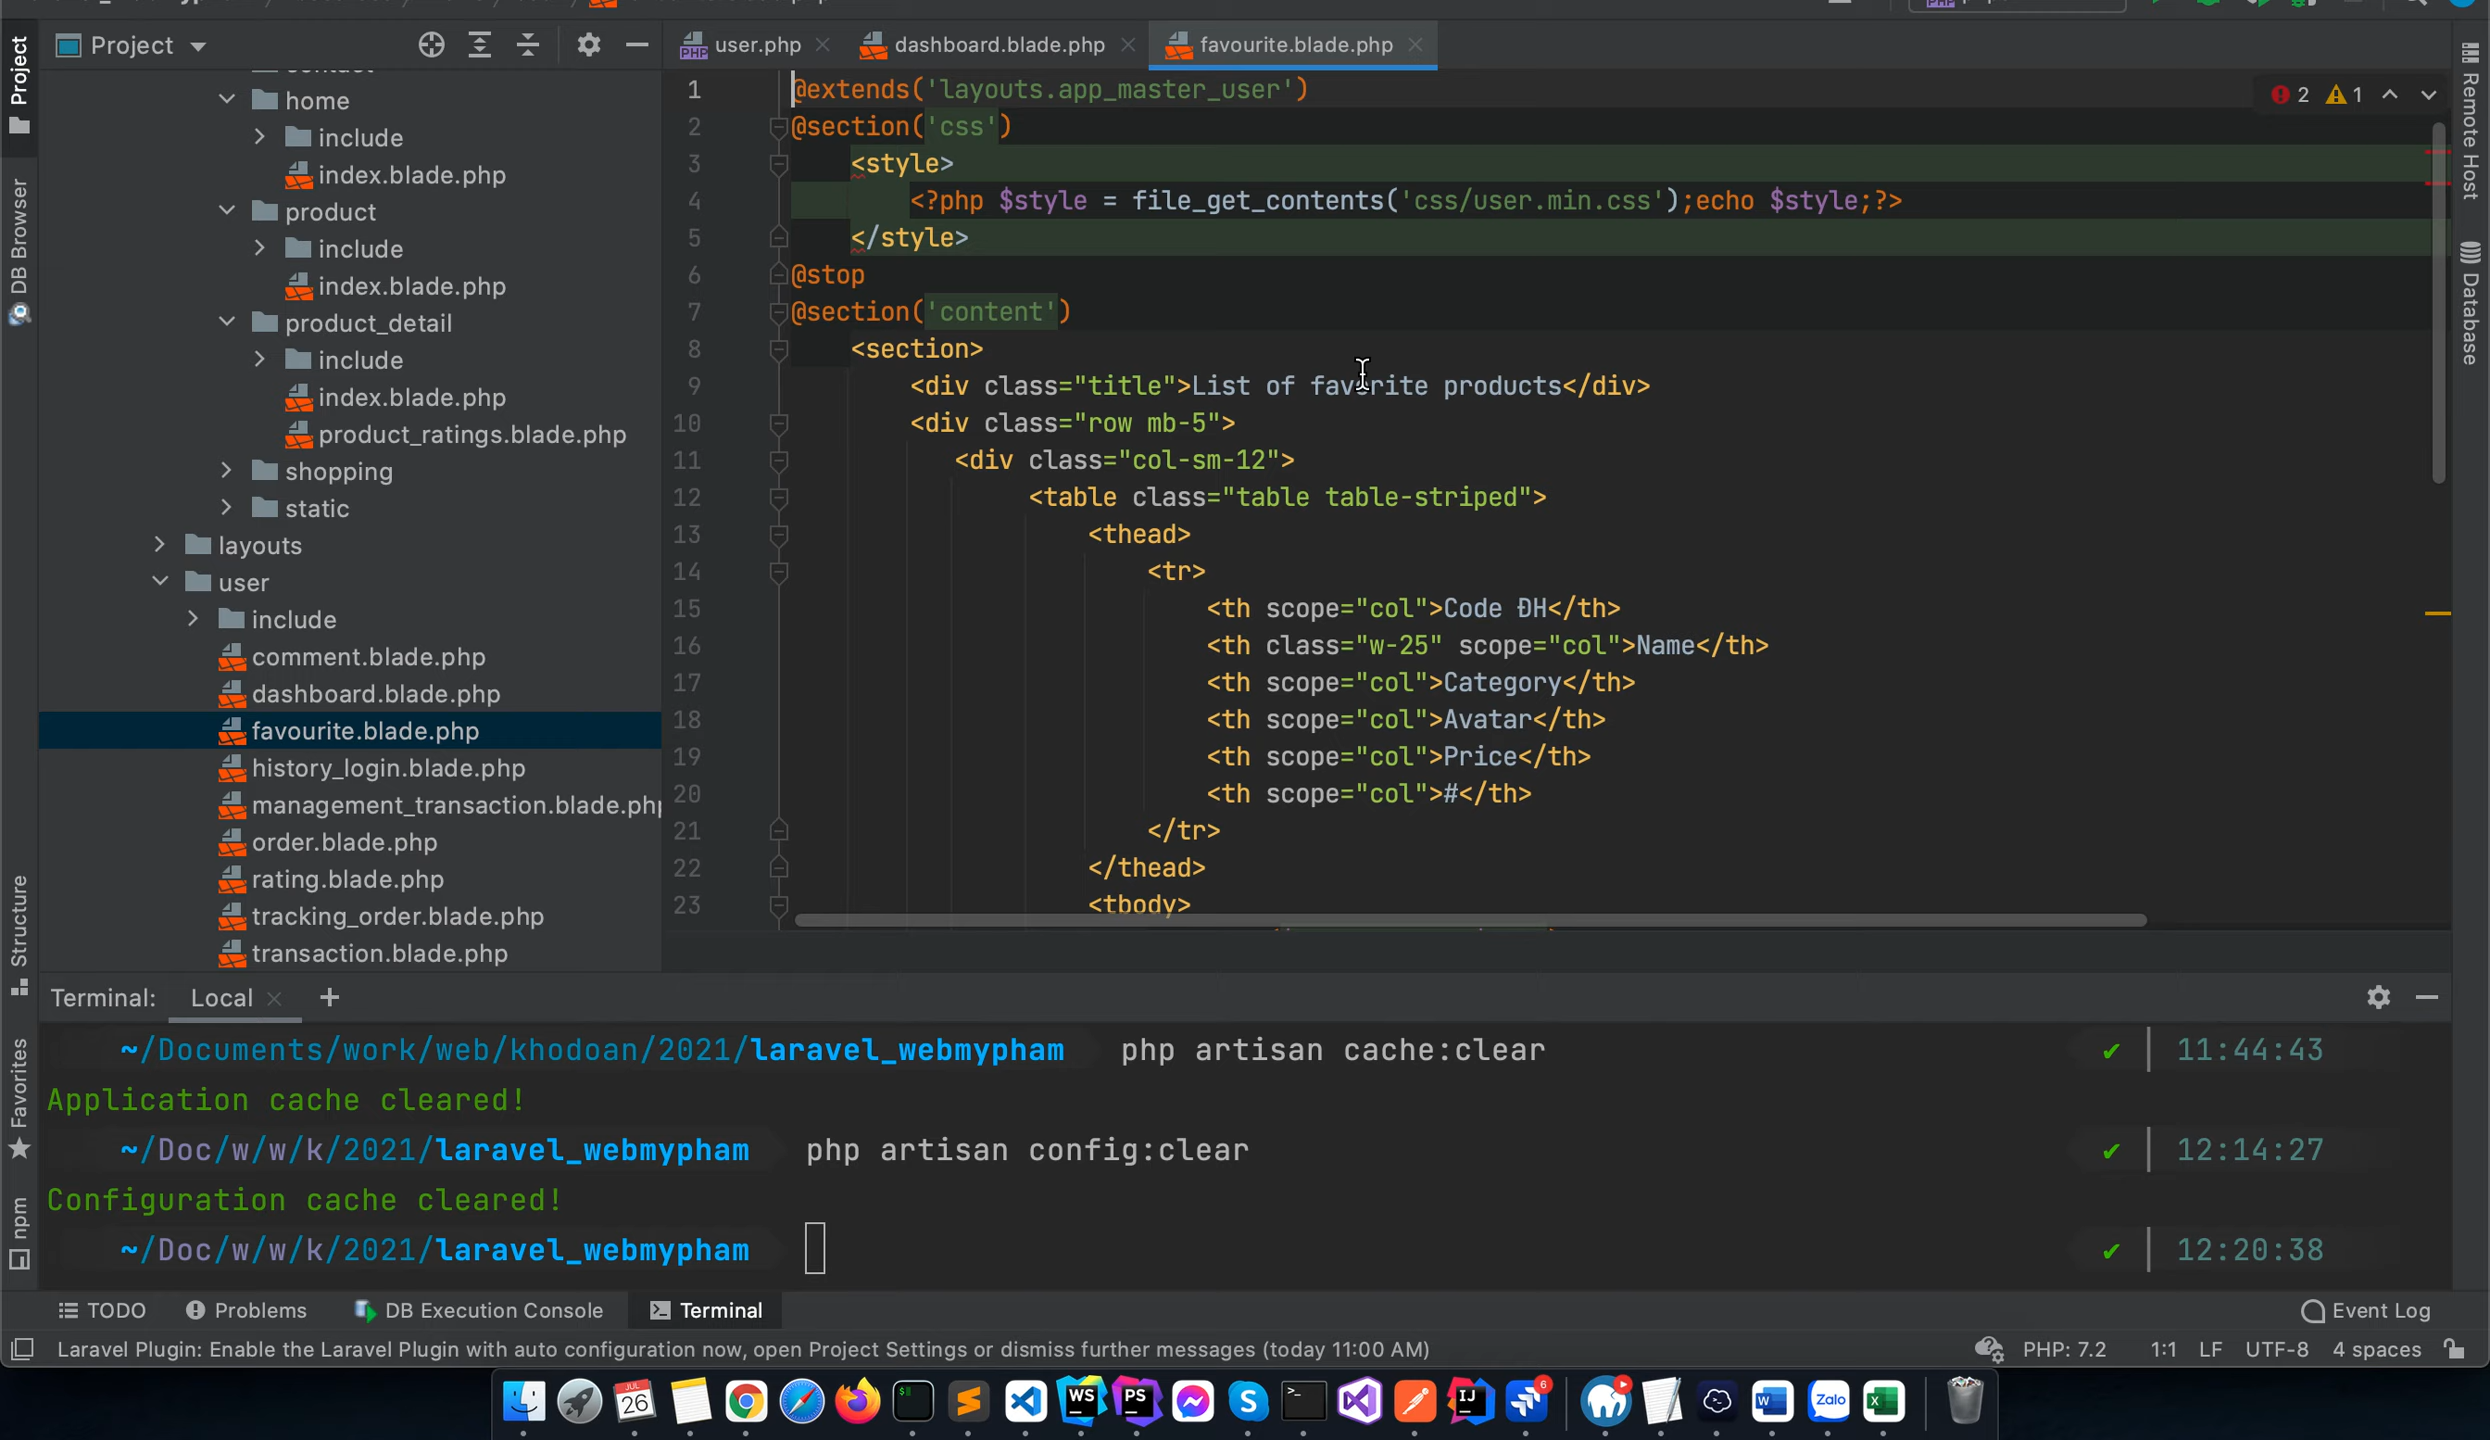 Project
user.php
dashboard.blade.php
favourite.blade.php
Project
DB Browser
Structure
Favorites
npm
Remote Host
Database
home
include
index.blade.php
product
include
index.blade.php
product_detail
include
index.blade.php
product_ratings.blade.php
shopping
static
layouts
user
include
comment.blade.php
dashboard.blade.php
favourite.blade.php
history_login.blade.php
management_transaction.blade.php
order.blade.php
rating.blade.php
tracking_order.blade.php
transaction.blade.php
2 1
1 @extends('layouts.app_master_user')
2 @section('css')
3 <style>
4 <?php $style = file_get_contents('css/user.min.css');echo $style;?>
5 </style>
6 @stop
7 @section('content')
8 <section>
9 <div class="title">List of favorite products</div>
10 <div class="row mb-5">
11 <div class="col-sm-12">
12 <table class="table table-striped">
13 <thead>
14 <tr>
15 <th scope="col">Code ĐH</th>
16 <th class="w-25" scope="col">Name</th>
17 <th scope="col">Category</th>
18 <th scope="col">Avatar</th>
19 <th scope="col">Price</th>
20 <th scope="col">#</th>
21 </tr>
22 </thead>
23 <tbody>
Terminal: Local
~/Documents/work/web/khodoan/2021/laravel_webmypham php artisan cache:clear ✔ 11:44:43
Application cache cleared!
~/Doc/w/w/k/2021/laravel_webmypham php artisan config:clear ✔ 12:14:27
Configuration cache cleared!
~/Doc/w/w/k/2021/laravel_webmypham ✔ 12:20:38
TODO Problems DB Execution Console Terminal Event Log
Laravel Plugin: Enable the Laravel Plugin with auto configuration now, open Project Settings or dismiss further messages (today 11:00 AM) PHP: 7.2 1:1 LF UTF-8 4 spaces
JUL
26
WS
PS
IJ
6
W
Zalo
X